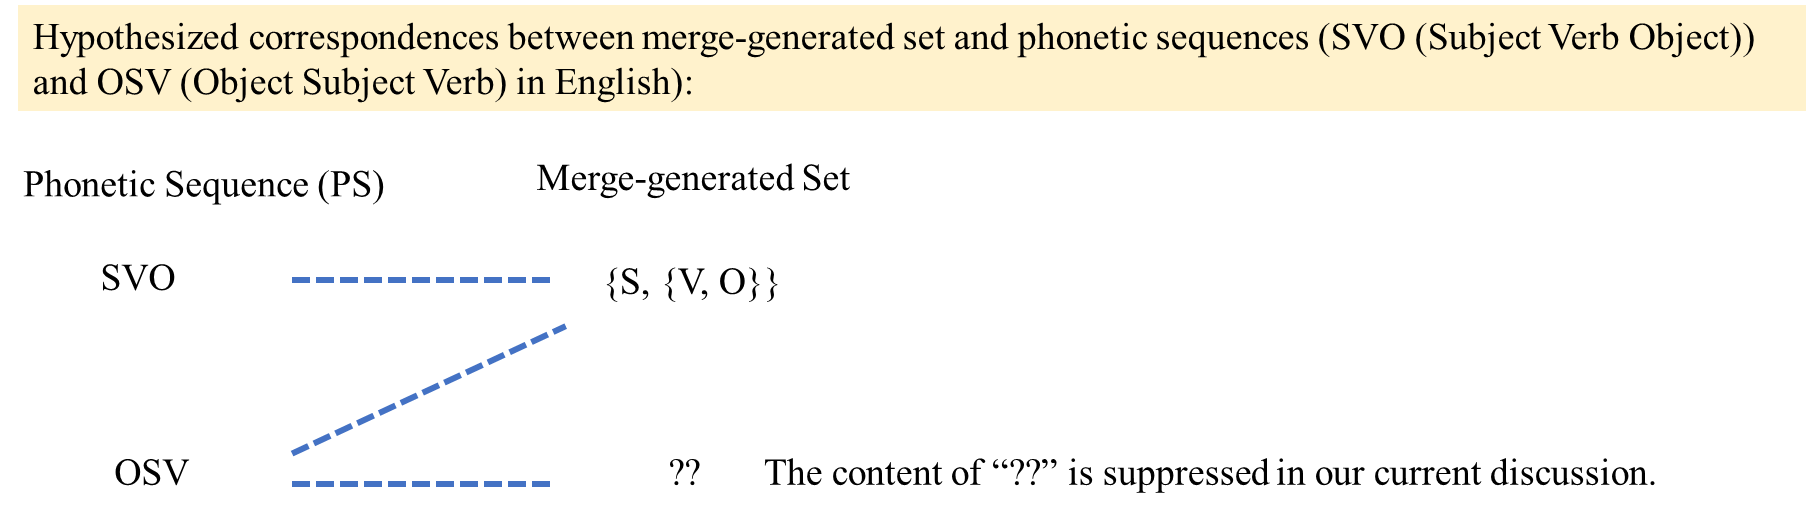 Hypothesized correspondences between merge-generated set and phonetic sequences (SVO (Subject Verb Object))
and OSV (Object Subject Verb) in English):
Phonetic Sequence (PS)
Merge-generated Set
SVO
{S, {V, O}}
OSV
??
The content of “??” is suppressed in our current discussion.